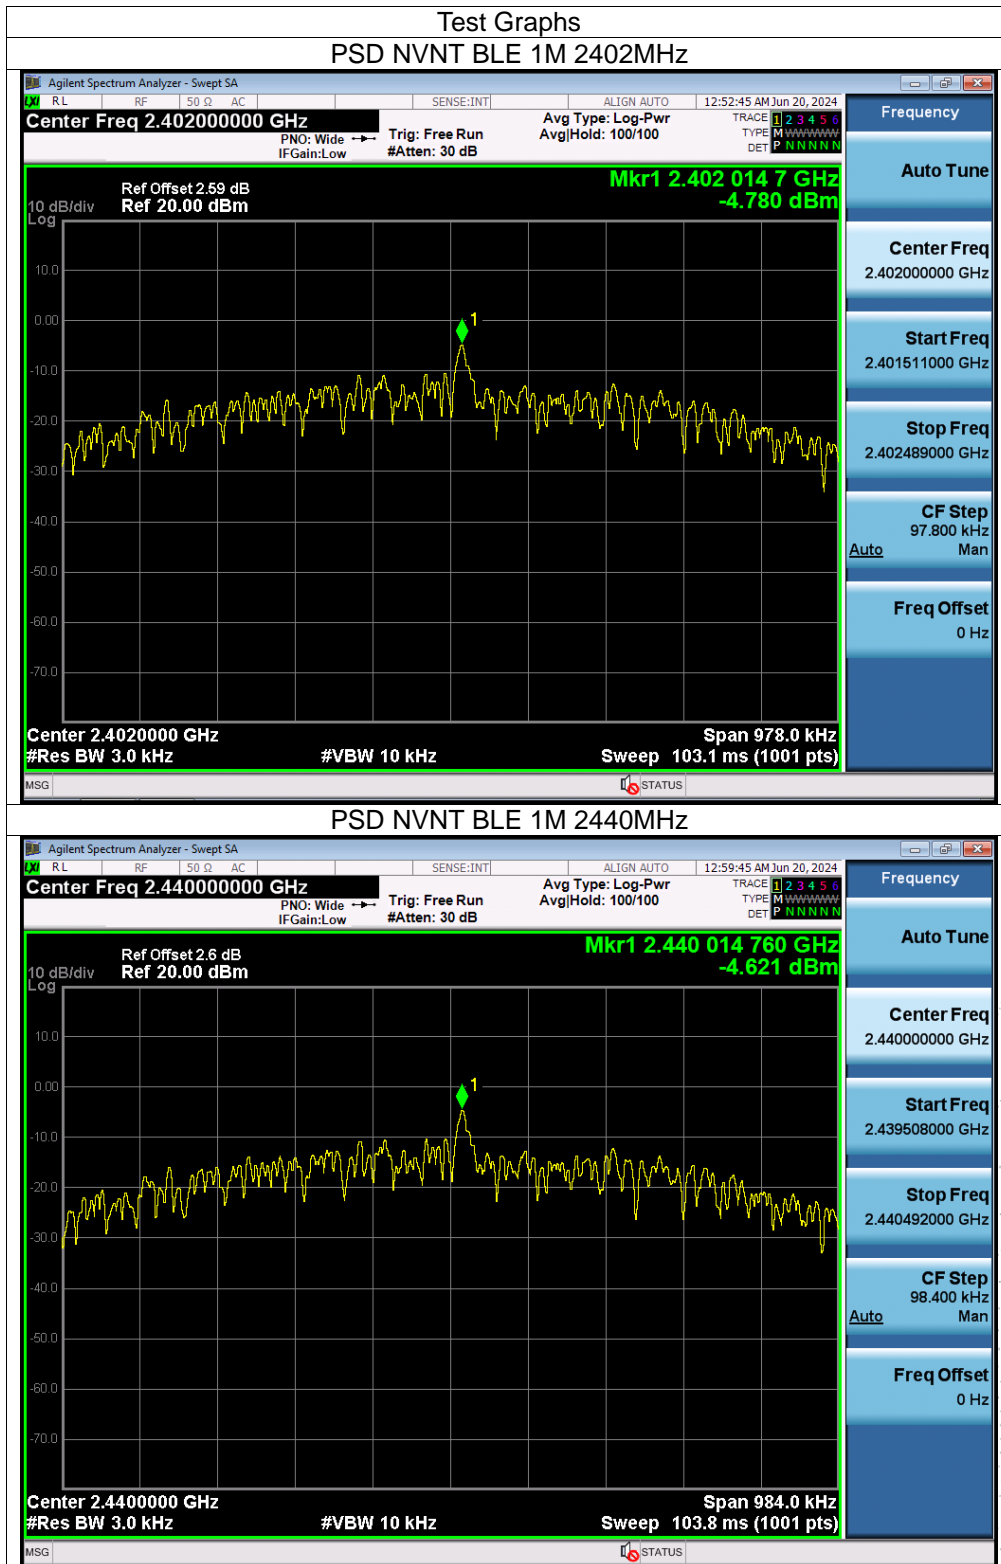 Test Graphs
PSD NVNT BLE 1M 2402MHz
Agilent Spectrum Analyzer - Swept SA
LXI RL RF 50 Ω AC SENSE:INT ALIGN AUTO 12:52:45 AM Jun 20, 2024
Center Freq 2.402000000 GHz
PNO: Wide
IFGain:Low
Trig: Free Run
#Atten: 30 dB
Avg Type: Log-Pwr
Avg|Hold: 100/100
TRACE 1 2 3 4 5 6
TYPE M WWWWW
DET P N N N N N
Frequency
Auto Tune
Center Freq
2.402000000 GHz
Start Freq
2.401511000 GHz
Stop Freq
2.402489000 GHz
CF Step
97.800 kHz
Auto Man
Freq Offset
0 Hz
Mkr1 2.402 014 7 GHz
-4.780 dBm
Ref Offset 2.59 dB
10 dB/div Ref 20.00 dBm
Log
10.0
0.00
1
-10.0
-20.0
-30.0
-40.0
-50.0
-60.0
-70.0
Center 2.4020000 GHz Span 978.0 kHz
#Res BW 3.0 kHz #VBW 10 kHz Sweep 103.1 ms (1001 pts)
MSG STATUS
PSD NVNT BLE 1M 2440MHz
Agilent Spectrum Analyzer - Swept SA
LXI RL RF 50 Ω AC SENSE:INT ALIGN AUTO 12:59:45 AM Jun 20, 2024
Center Freq 2.440000000 GHz
PNO: Wide
IFGain:Low
Trig: Free Run
#Atten: 30 dB
Avg Type: Log-Pwr
Avg|Hold: 100/100
TRACE 1 2 3 4 5 6
TYPE M WWWWW
DET P N N N N N
Frequency
Auto Tune
Center Freq
2.440000000 GHz
Start Freq
2.439508000 GHz
Stop Freq
2.440492000 GHz
CF Step
98.400 kHz
Auto Man
Freq Offset
0 Hz
Mkr1 2.440 014 760 GHz
-4.621 dBm
Ref Offset 2.6 dB
10 dB/div Ref 20.00 dBm
Log
10.0
0.00
1
-10.0
-20.0
-30.0
-40.0
-50.0
-60.0
-70.0
Center 2.4400000 GHz Span 984.0 kHz
#Res BW 3.0 kHz #VBW 10 kHz Sweep 103.8 ms (1001 pts)
MSG STATUS